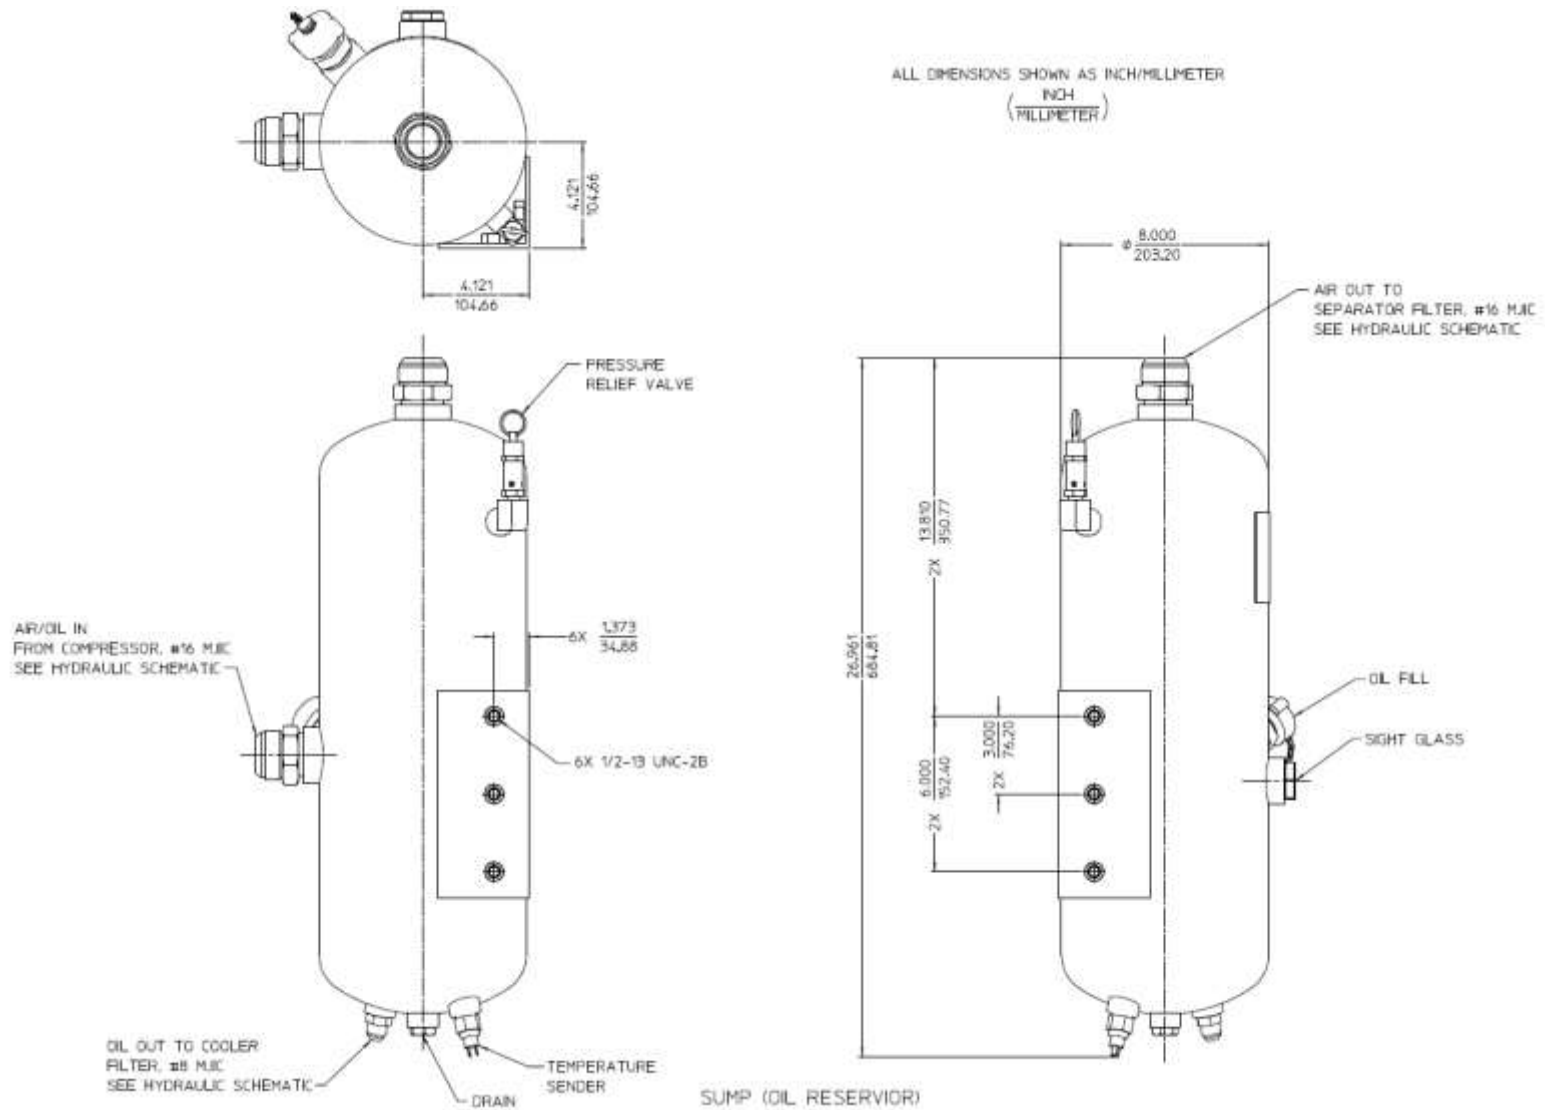 ALL DIMENSIONS SHOWN AS INCH/MILLIMETER
INCH
MILLIMETER
4.121
104.66
4.121
104.66
Ø 8.000
203.20
AIR OUT TO
SEPARATOR FILTER, #16 MJIC
SEE HYDRAULIC SCHEMATIC
PRESSURE
RELIEF VALVE
2X 13.810
350.77
AIR/OIL IN
FROM COMPRESSOR, #16 MJIC
SEE HYDRAULIC SCHEMATIC
6X 1.373
34.88
26.961
684.81
OIL FILL
SIGHT GLASS
6X 1/2-13 UNC-2B
2X 3.000
76.20
2X 6.000
152.40
OIL OUT TO COOLER
FILTER, #8 MJIC
SEE HYDRAULIC SCHEMATIC
TEMPERATURE
SENDER
DRAIN
SUMP (OIL RESERVIOR)